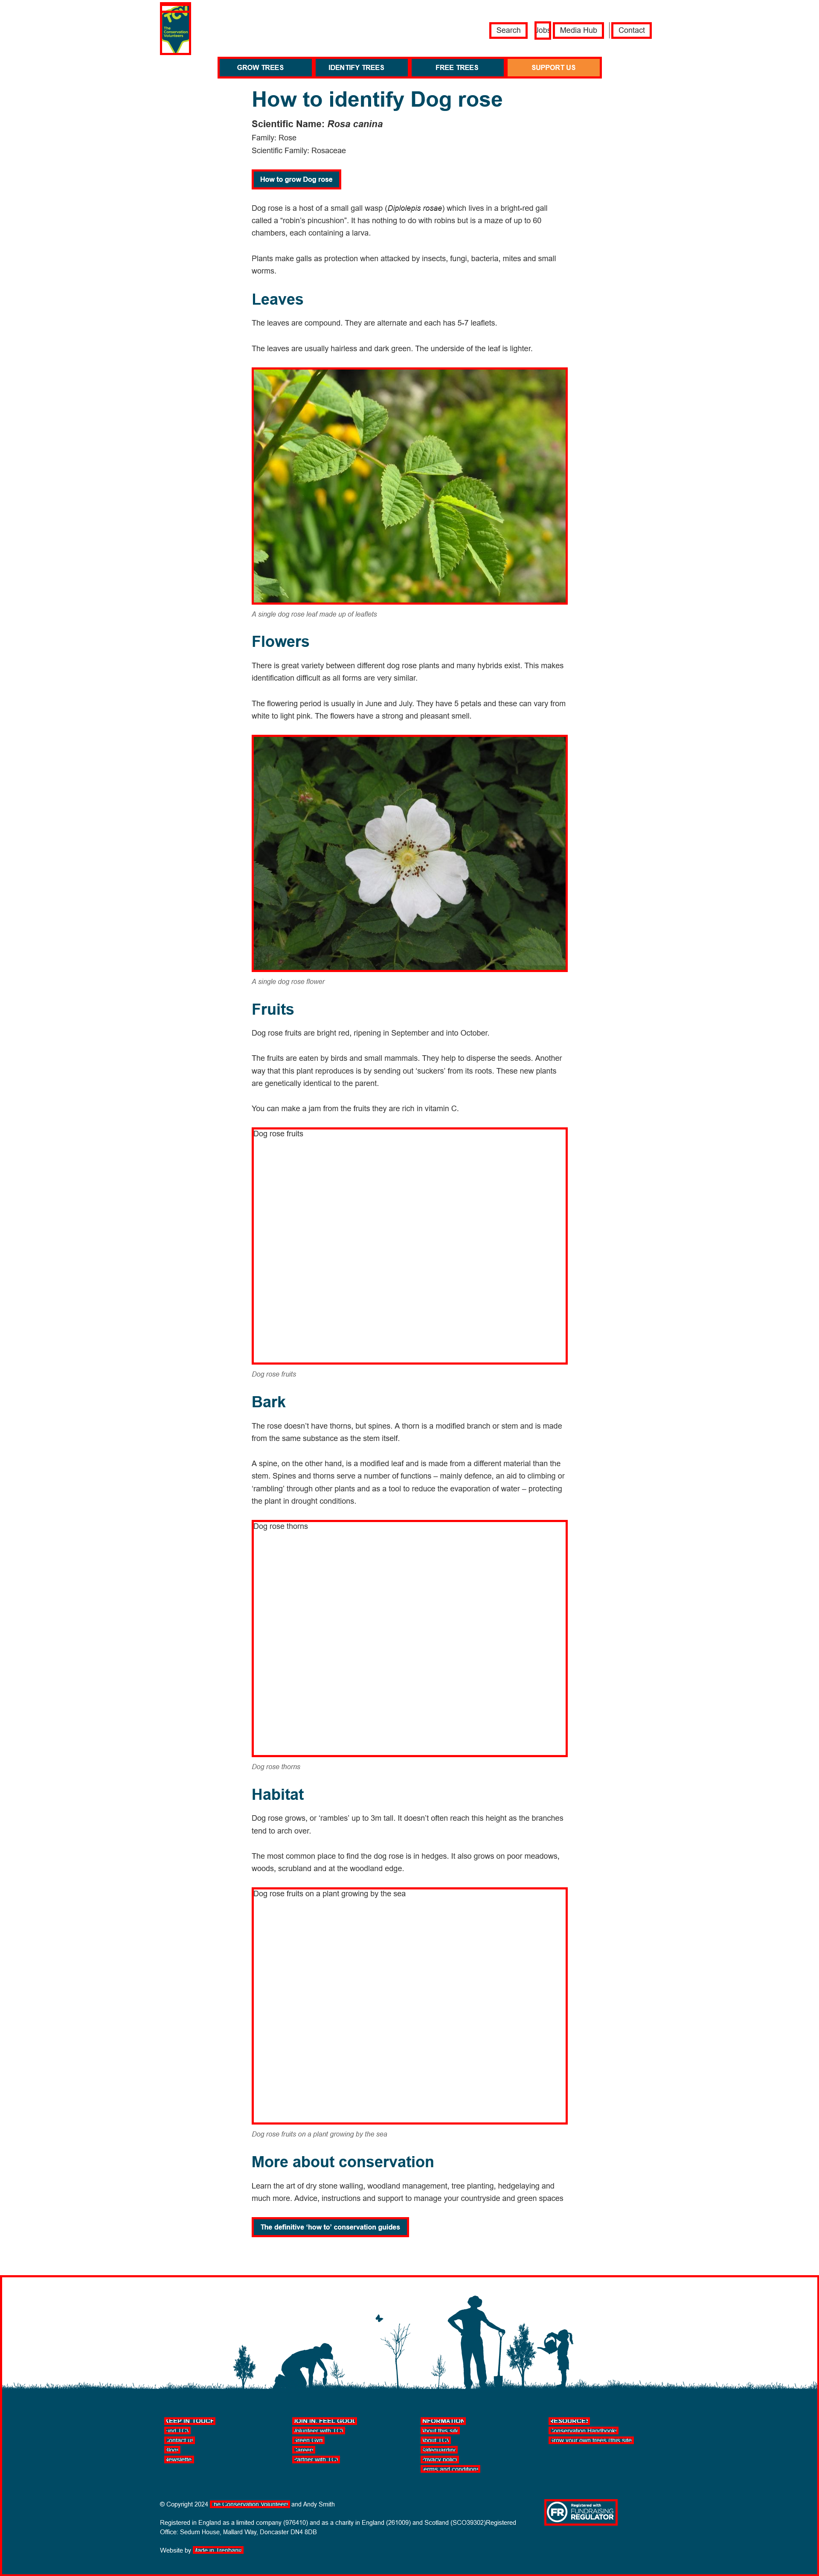 TCV
The
Conservation
Volunteers
Search
Jobs
Media Hub
Contact
GROW TREES
IDENTIFY TREES
FREE TREES
SUPPORT US
How to identify Dog rose
Scientific Name: Rosa canina
Family: Rose
Scientific Family: Rosaceae
How to grow Dog rose
Dog rose is a host of a small gall wasp (Diplolepis rosae) which lives in a bright-red gall
called a “robin’s pincushion”. It has nothing to do with robins but is a maze of up to 60
chambers, each containing a larva.
Plants make galls as protection when attacked by insects, fungi, bacteria, mites and small
worms.
Leaves
The leaves are compound. They are alternate and each has 5-7 leaflets.
The leaves are usually hairless and dark green. The underside of the leaf is lighter.
A single dog rose leaf made up of leaflets
Flowers
There is great variety between different dog rose plants and many hybrids exist. This makes
identification difficult as all forms are very similar.
The flowering period is usually in June and July. They have 5 petals and these can vary from
white to light pink. The flowers have a strong and pleasant smell.
A single dog rose flower
Fruits
Dog rose fruits are bright red, ripening in September and into October.
The fruits are eaten by birds and small mammals. They help to disperse the seeds. Another
way that this plant reproduces is by sending out ‘suckers’ from its roots. These new plants
are genetically identical to the parent.
You can make a jam from the fruits they are rich in vitamin C.
Dog rose fruits
Dog rose fruits
Bark
The rose doesn’t have thorns, but spines. A thorn is a modified branch or stem and is made
from the same substance as the stem itself.
A spine, on the other hand, is a modified leaf and is made from a different material than the
stem. Spines and thorns serve a number of functions – mainly defence, an aid to climbing or
‘rambling’ through other plants and as a tool to reduce the evaporation of water – protecting
the plant in drought conditions.
Dog rose thorns
Dog rose thorns
Habitat
Dog rose grows, or ‘rambles’ up to 3m tall. It doesn’t often reach this height as the branches
tend to arch over.
The most common place to find the dog rose is in hedges. It also grows on poor meadows,
woods, scrubland and at the woodland edge.
Dog rose fruits on a plant growing by the sea
Dog rose fruits on a plant growing by the sea
More about conservation
Learn the art of dry stone walling, woodland management, tree planting, hedgelaying and
much more. Advice, instructions and support to manage your countryside and green spaces
The definitive ‘how to’ conservation guides
KEEP IN TOUCH
Find TCV
Contact us
Blogs
Newsletter
JOIN IN, FEEL GOOD
Volunteer with TCV
Green Gym
Careers
Partner with TCV
INFORMATION
About this site
About TCV
Safeguarding
Privacy policy
Terms and conditions
RESOURCES
Conservation Handbooks
Grow your own trees (this site)
© Copyright 2024 The Conservation Volunteers and Andy Smith
Registered in England as a limited company (976410) and as a charity in England (261009) and Scotland (SCO39302)Registered
Office: Sedum House, Mallard Way, Doncaster DN4 8DB
Website by Made in Trenbania
FR Registered with
FUNDRAISING
REGULATOR